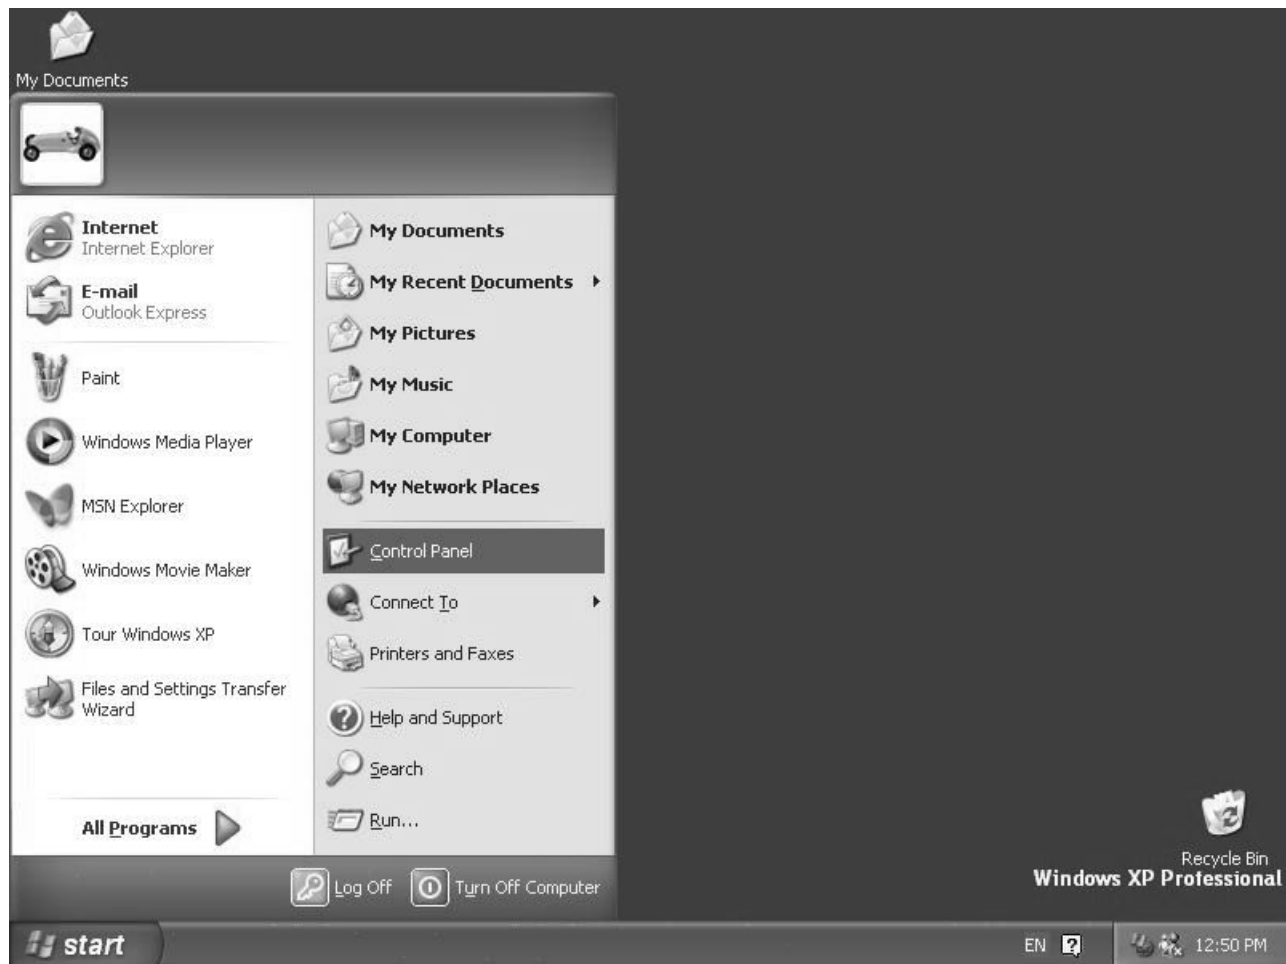 My Documents
Internet
Internet Explorer
E-mail
Outlook Express
Paint
Windows Media Player
MSN Explorer
Windows Movie Maker
Tour Windows XP
Files and Settings Transfer
Wizard
All Programs
My Documents
My Recent Documents
My Pictures
My Music
My Computer
My Network Places
Control Panel
Connect To
Printers and Faxes
Help and Support
Search
Run...
Log Off
Turn Off Computer
Recycle Bin
Windows XP Professional
start
EN
12:50 PM